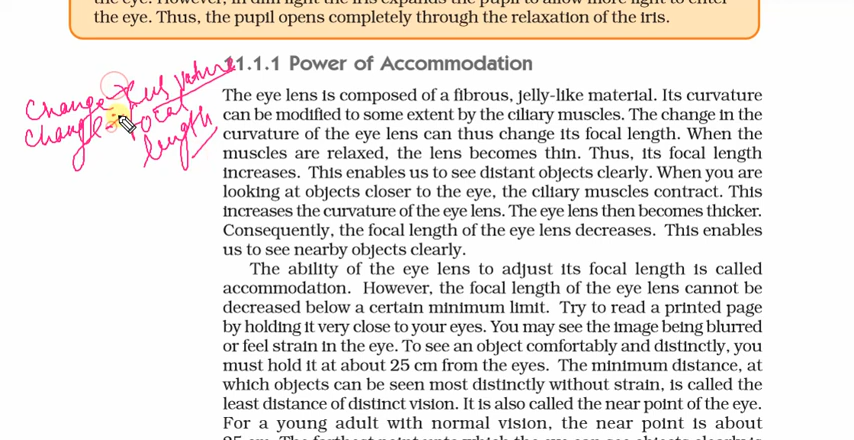 the eye. However, in dim light the iris expands the pupil to allow more light to enter
the eye. Thus, the pupil opens completely through the relaxation of the iris.
11.1.1 Power of Accommodation
Change
Change focal
length
The eye lens is composed of a fibrous, jelly-like material. Its curvature
can be modified to some extent by the ciliary muscles. The change in the
curvature of the eye lens can thus change its focal length. When the
muscles are relaxed, the lens becomes thin. Thus, its focal length
increases. This enables us to see distant objects clearly. When you are
looking at objects closer to the eye, the ciliary muscles contract. This
increases the curvature of the eye lens. The eye lens then becomes thicker.
Consequently, the focal length of the eye lens decreases. This enables
us to see nearby objects clearly.
The ability of the eye lens to adjust its focal length is called
accommodation. However, the focal length of the eye lens cannot be
decreased below a certain minimum limit. Try to read a printed page
by holding it very close to your eyes. You may see the image being blurred
or feel strain in the eye. To see an object comfortably and distinctly, you
must hold it at about 25 cm from the eyes. The minimum distance, at
which objects can be seen most distinctly without strain, is called the
least distance of distinct vision. It is also called the near point of the eye.
For a young adult with normal vision, the near point is about